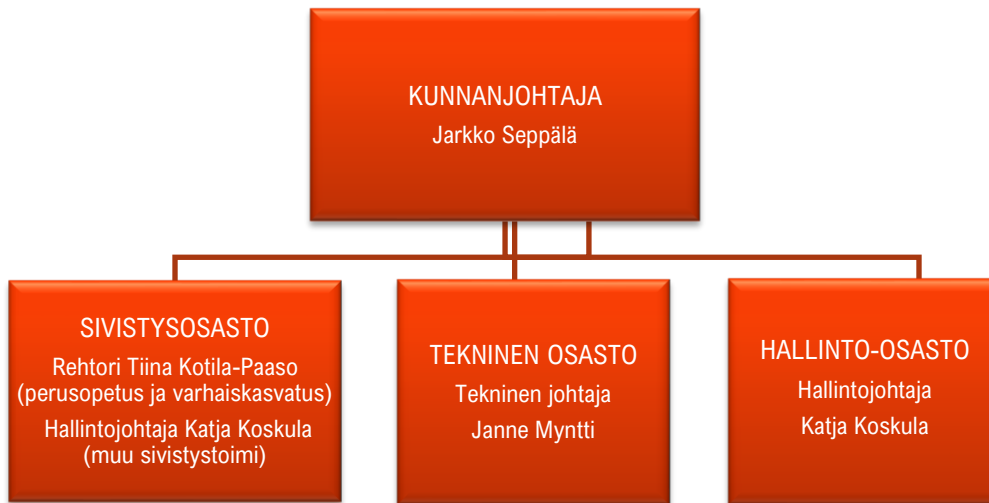 KUNNANJOHTAJA
Jarkko Seppälä
SIVISTYSOSASTO
Rehtori Tiina Kotila-Paaso
(perusopetus ja varhaiskasvatus)
Hallintojohtaja Katja Koskula
(muu sivistystoimi)
TEKNINEN OSASTO
Tekninen johtaja
Janne Myntti
HALLINTO-OSASTO
Hallintojohtaja
Katja Koskula